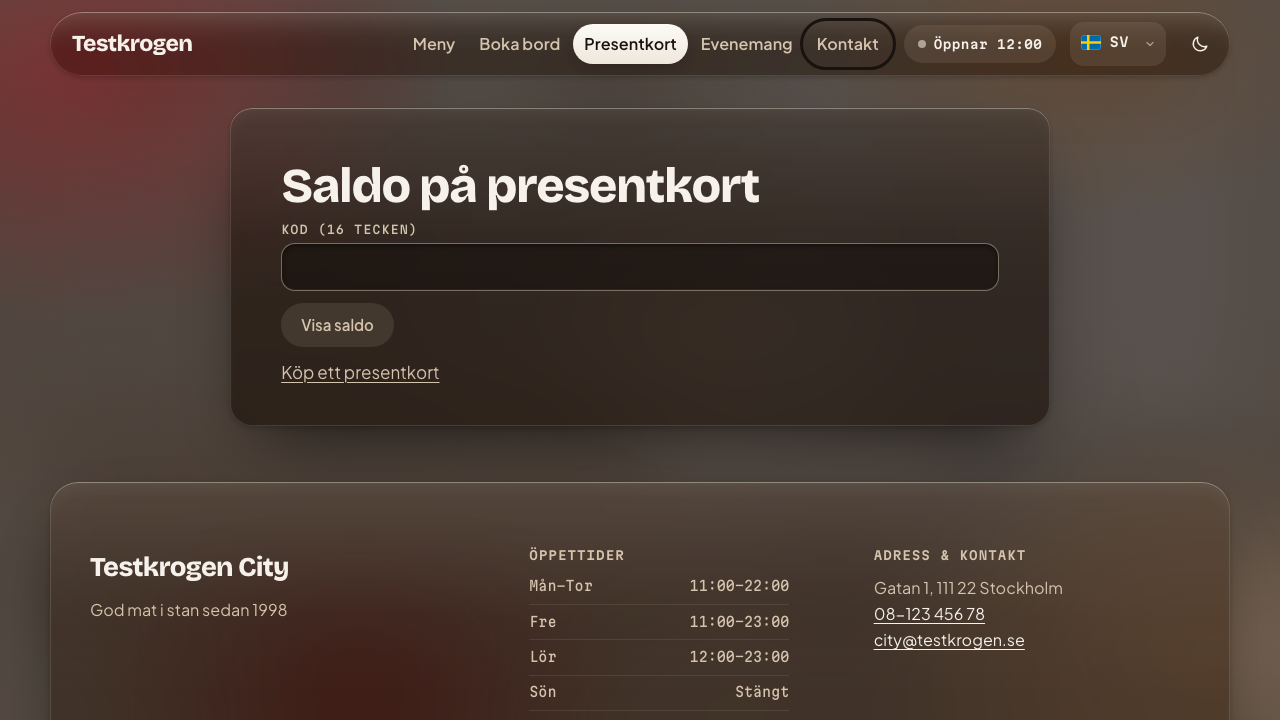 Testkrogen
Meny
Boka bord
Presentkort
Evenemang
Kontakt
Öppnar 12:00
SV
Saldo på presentkort
KOD (16 TECKEN)
Visa saldo
Köp ett presentkort
Testkrogen City
God mat i stan sedan 1998
ÖPPETTIDER
Mån–Tor 11:00–22:00
Fre 11:00–23:00
Lör 12:00–23:00
Sön Stängt
ADRESS & KONTAKT
Gatan 1, 111 22 Stockholm
08-123 456 78
city@testkrogen.se